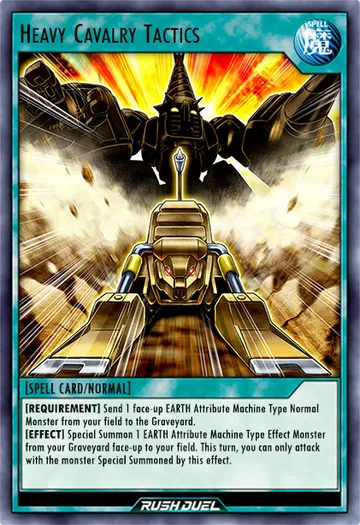 HEAVY CAVALRY TACTICS
SPELL
魔
[SPELL CARD/NORMAL]
[REQUIREMENT] Send 1 face-up EARTH Attribute Machine Type Normal
Monster from your field to the Graveyard.
[EFFECT] Special Summon 1 EARTH Attribute Machine Type Effect Monster
from your Graveyard face-up to your field. This turn, you can only attack
with the monster Special Summoned by this effect.
RUSH DUEL